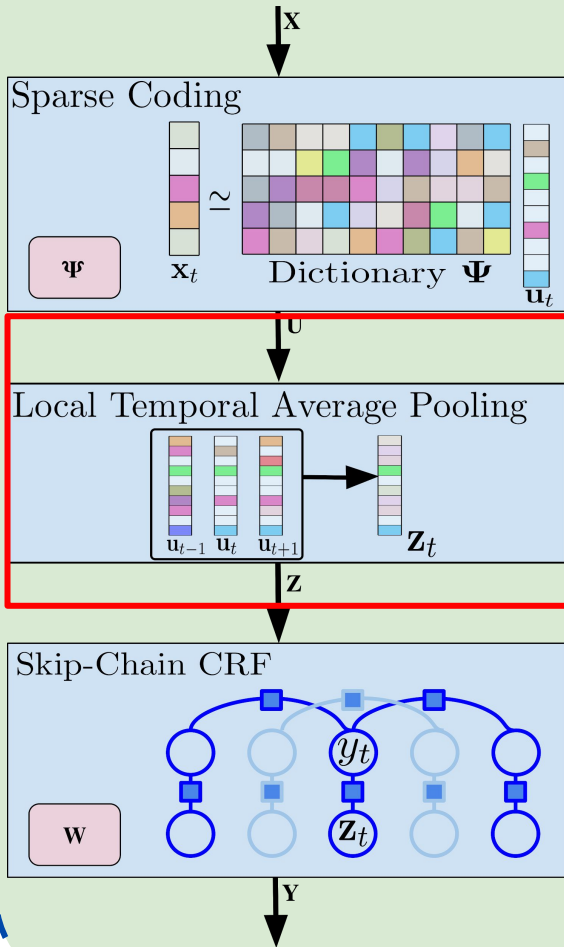 X
Sparse Coding
≃
Ψ
x_t
Dictionary Ψ
u_t
U
Local Temporal Average Pooling
u_{t−1} u_t u_{t+1}
z_t
Z
Skip-Chain CRF
y_t
W
z_t
Y